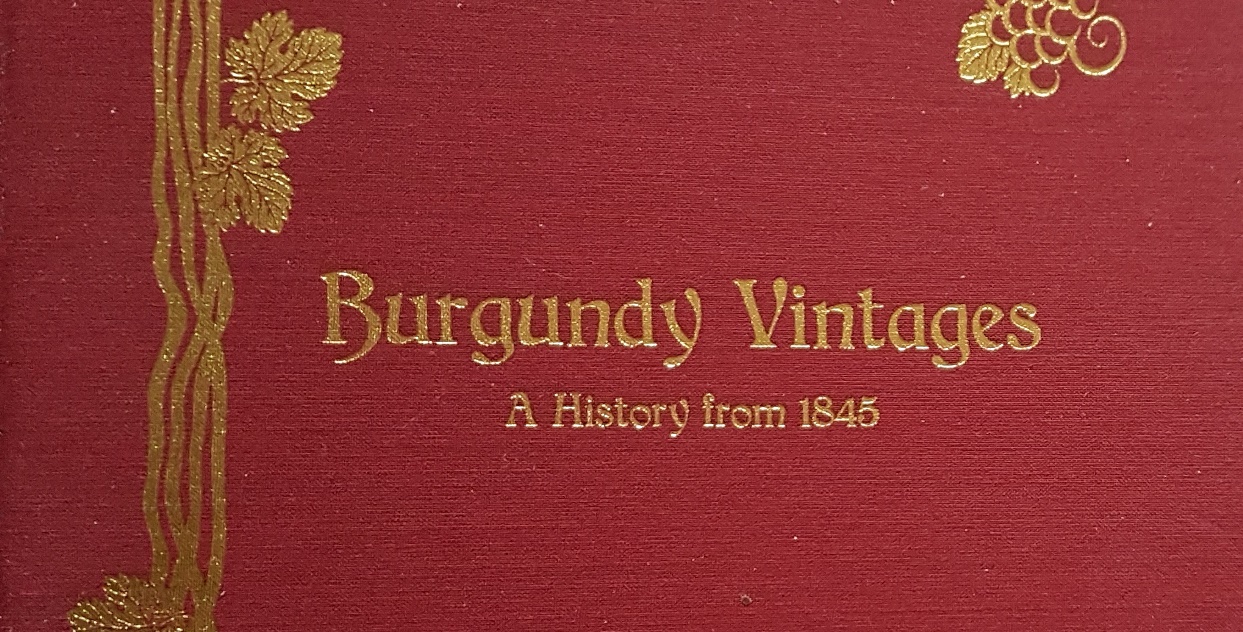 Burgundy Vintages
A History from 1845